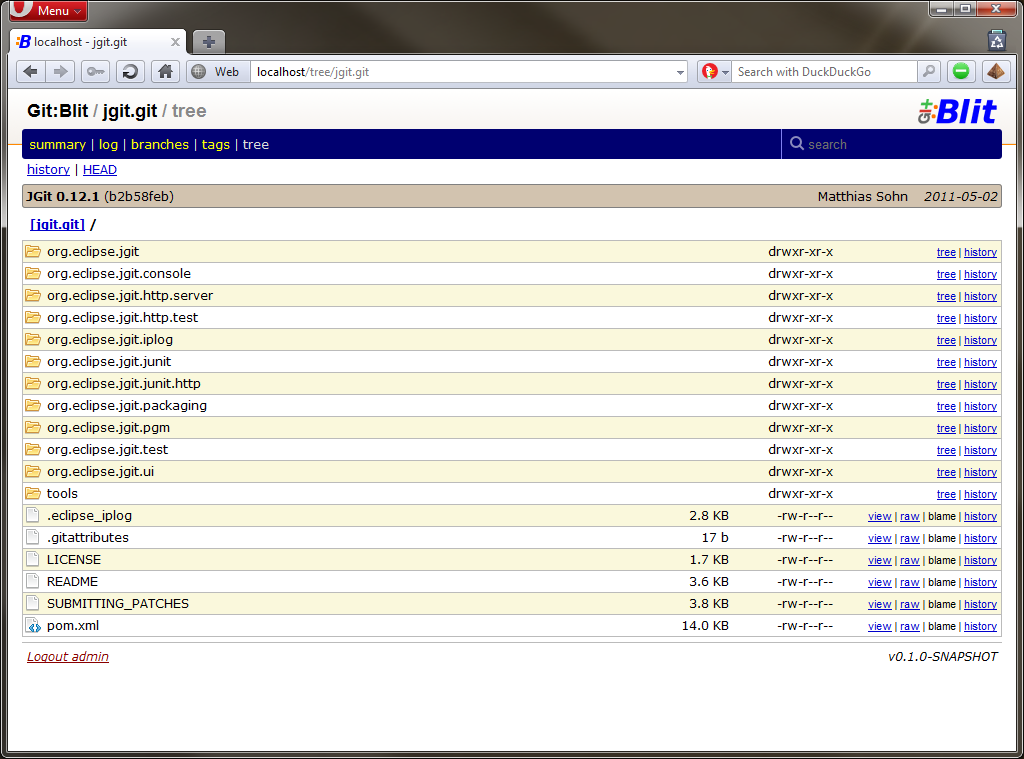 Menu
localhost - jgit.git
Web localhost/tree/jgit.git Search with DuckDuckGo
Git:Blit / jgit.git / tree
Git:Blit
summary | log | branches | tags | tree search
history | HEAD
JGit 0.12.1 (b2b58feb) Matthias Sohn 2011-05-02
[jgit.git] /
org.eclipse.jgit drwxr-xr-x tree | history
org.eclipse.jgit.console drwxr-xr-x tree | history
org.eclipse.jgit.http.server drwxr-xr-x tree | history
org.eclipse.jgit.http.test drwxr-xr-x tree | history
org.eclipse.jgit.iplog drwxr-xr-x tree | history
org.eclipse.jgit.junit drwxr-xr-x tree | history
org.eclipse.jgit.junit.http drwxr-xr-x tree | history
org.eclipse.jgit.packaging drwxr-xr-x tree | history
org.eclipse.jgit.pgm drwxr-xr-x tree | history
org.eclipse.jgit.test drwxr-xr-x tree | history
org.eclipse.jgit.ui drwxr-xr-x tree | history
tools drwxr-xr-x tree | history
.eclipse_iplog 2.8 KB -rw-r--r-- view | raw | blame | history
.gitattributes 17 b -rw-r--r-- view | raw | blame | history
LICENSE 1.7 KB -rw-r--r-- view | raw | blame | history
README 3.6 KB -rw-r--r-- view | raw | blame | history
SUBMITTING_PATCHES 3.8 KB -rw-r--r-- view | raw | blame | history
pom.xml 14.0 KB -rw-r--r-- view | raw | blame | history
Logout admin v0.1.0-SNAPSHOT